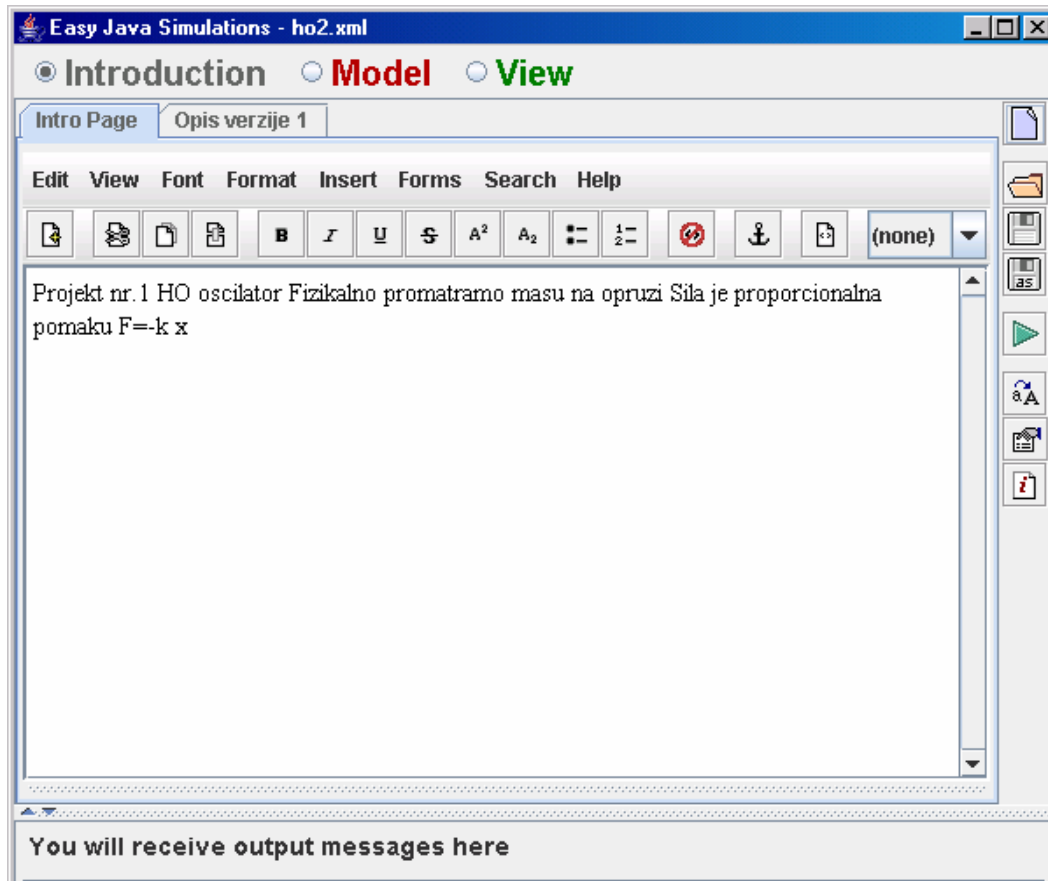 Easy Java Simulations - ho2.xml
Introduction Model View
Intro Page Opis verzije 1
Edit View Font Format Insert Forms Search Help
B I U S A² A₂ (none)
Projekt nr.1 HO oscilator Fizikalno promatramo masu na opruzi Sila je proporcionalna
pomaku F=-k x
as
aA
i
You will receive output messages here